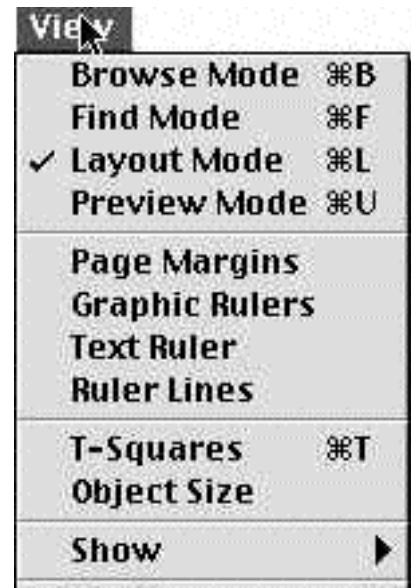 View
Browse Mode ⌘B
Find Mode ⌘F
✓ Layout Mode ⌘L
Preview Mode ⌘U
Page Margins
Graphic Rulers
Text Ruler
Ruler Lines
T-Squares ⌘T
Object Size
Show ▶